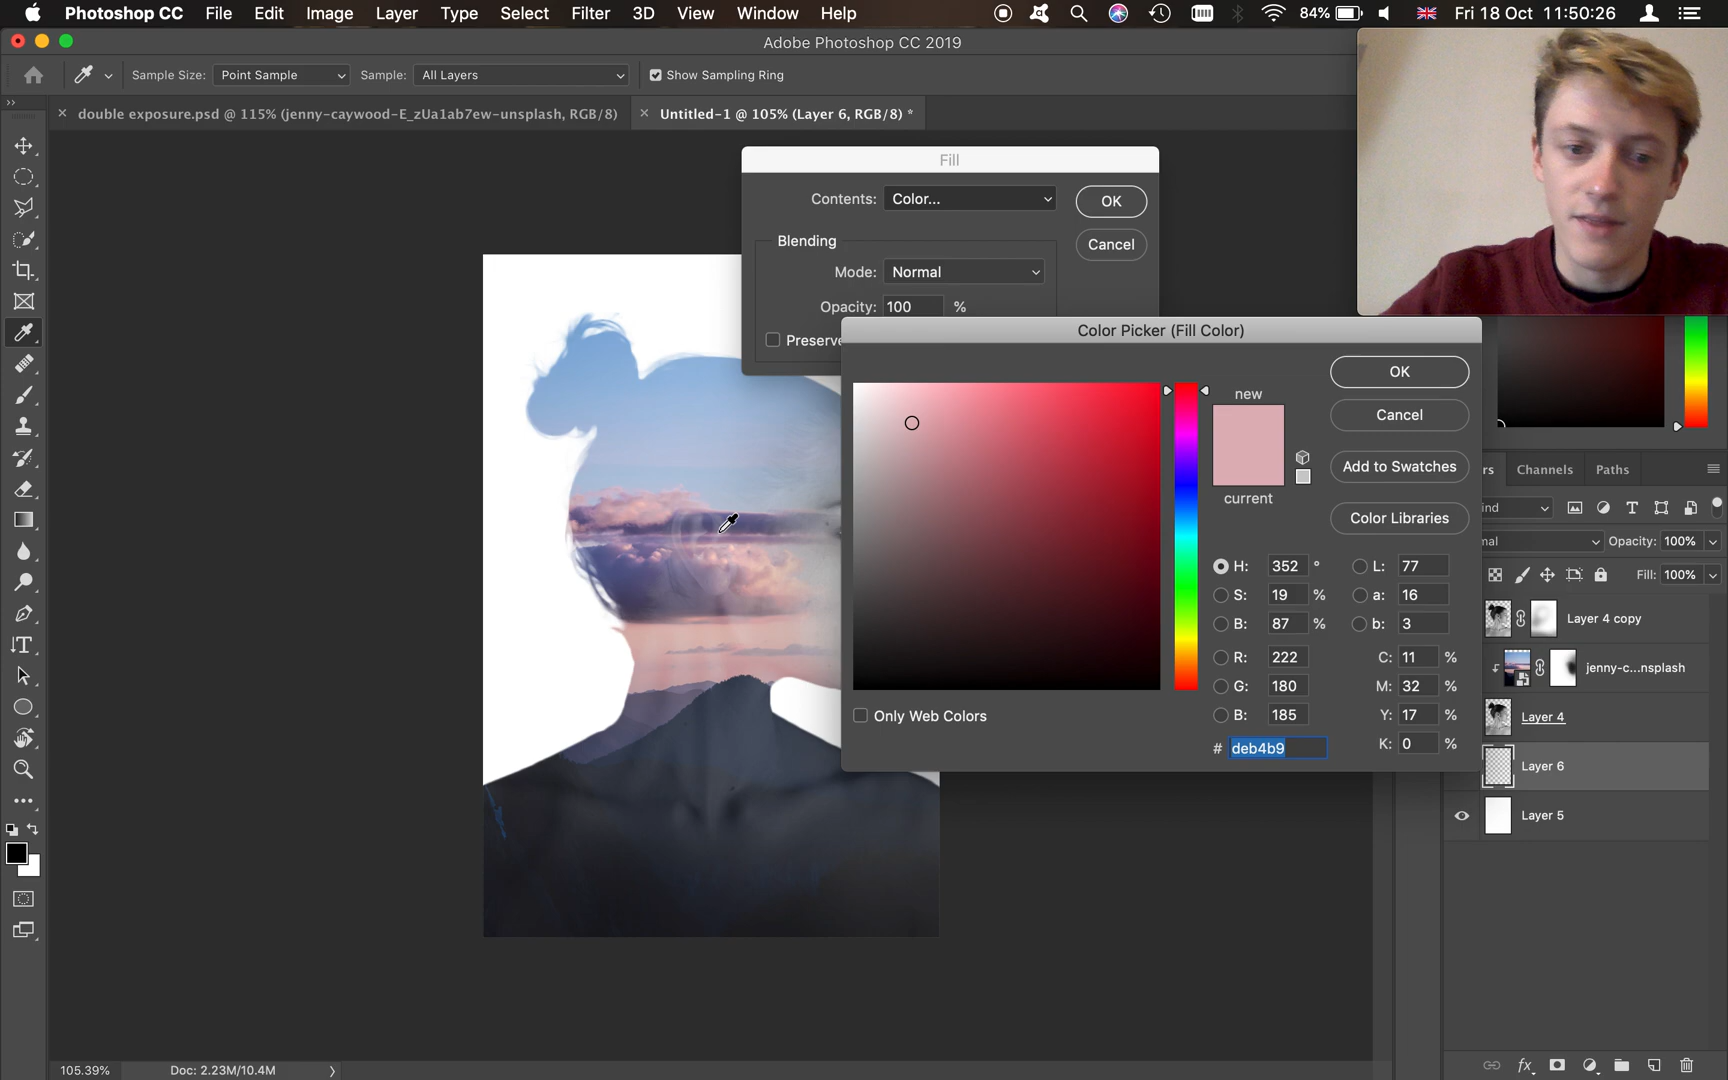 Photoshop CC File Edit Image Layer Type Select Filter 3D View Window Help 84% Fri 18 Oct 11:50:26
Adobe Photoshop CC 2019
Sample Size: Point Sample Sample: All Layers Show Sampling Ring
double exposure.psd @ 115% (jenny-caywood-E_zUa1ab7ew-unsplash, RGB/8) Untitled-1 @ 105% (Layer 6, RGB/8) *
Fill
Contents: Color... OK
Blending Cancel
Mode: Normal
Opacity: 100 %
Preserve
Color Picker (Fill Color)
OK
new Cancel
Add to Swatches
current
Color Libraries
H: 352 ° L: 77
S: 19 % a: 16
B: 87 % b: 3
R: 222 C: 11 %
G: 180 M: 32 %
B: 185 Y: 17 %
# deb4b9 K: 0 %
Only Web Colors
rs Channels Paths
ind
mal Opacity: 100%
Fill: 100%
Layer 4 copy
jenny-c...nsplash
Layer 4
Layer 6
Layer 5
fx
105.39% Doc: 2.23M/10.4M